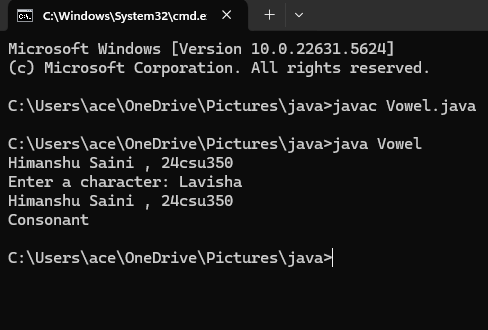 C:\Windows\System32\cmd.e
Microsoft Windows [Version 10.0.22631.5624]
(c) Microsoft Corporation. All rights reserved.
C:\Users\ace\OneDrive\Pictures\java>javac Vowel.java
C:\Users\ace\OneDrive\Pictures\java>java Vowel
Himanshu Saini , 24csu350
Enter a character: Lavisha
Himanshu Saini , 24csu350
Consonant
C:\Users\ace\OneDrive\Pictures\java>